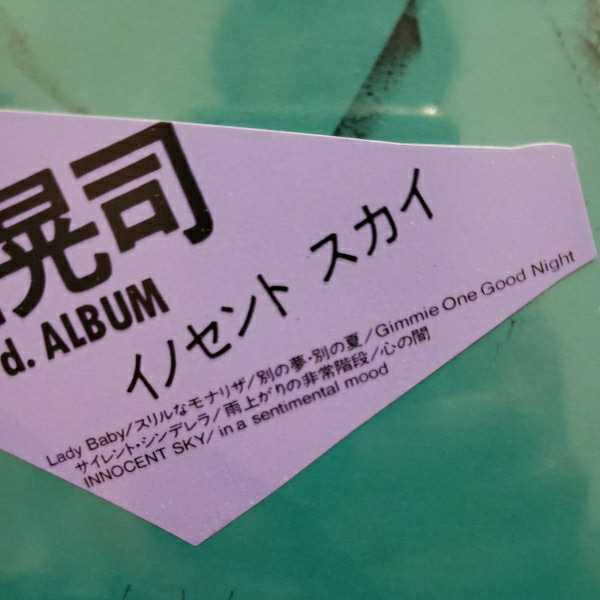 晃司
d. ALBUM
イノセント スカイ
Lady Baby/スリルなモナリザ/別の夢・別の夏/Gimmie One Good Night
サイレント・シンデレラ/雨上がりの非常階段/心の闇
INNOCENT SKY/ in a sentimental mood